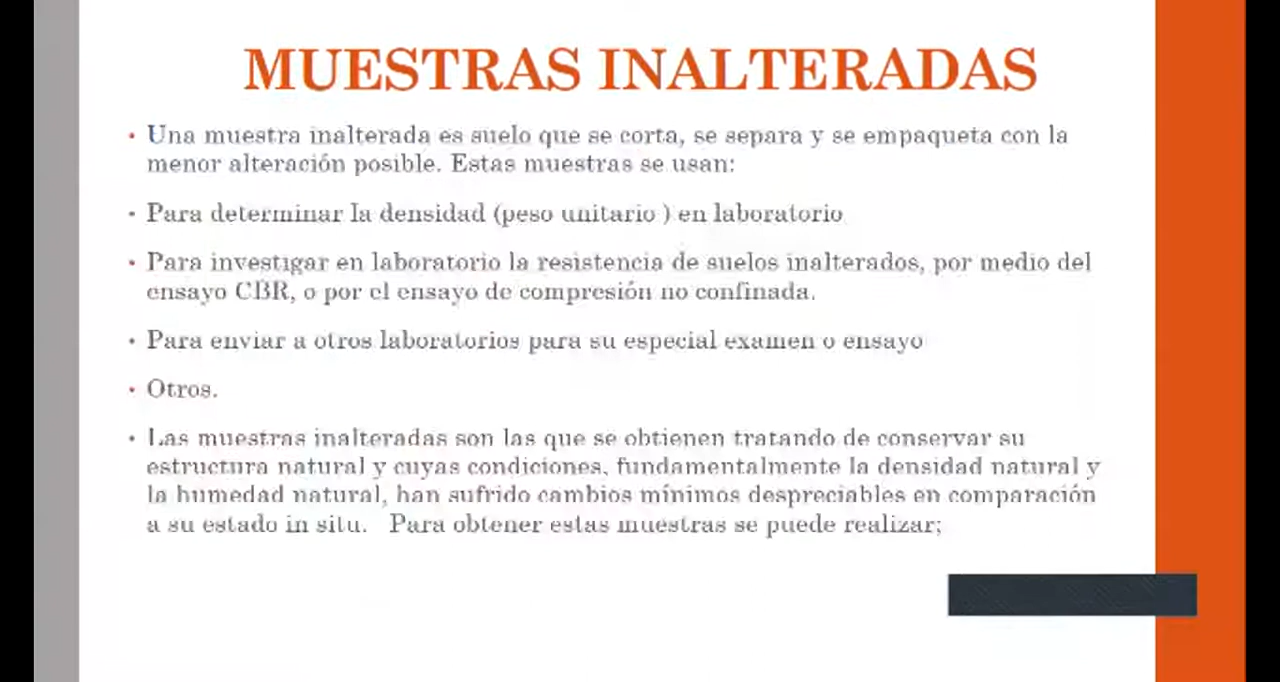 MUESTRAS INALTERADAS
• Una muestra inalterada es suelo que se corta, se separa y se empaqueta con la
menor alteración posible. Estas muestras se usan:
• Para determinar la densidad (peso unitario ) en laboratorio
• Para investigar en laboratorio la resistencia de suelos inalterados, por medio del
ensayo CBR, o por el ensayo de compresión no confinada.
• Para enviar a otros laboratorios para su especial examen o ensayo
• Otros.
• Las muestras inalteradas son las que se obtienen tratando de conservar su
estructura natural y cuyas condiciones, fundamentalmente la densidad natural y
la humedad natural, han sufrido cambios mínimos despreciables en comparación
a su estado in situ. Para obtener estas muestras se puede realizar;